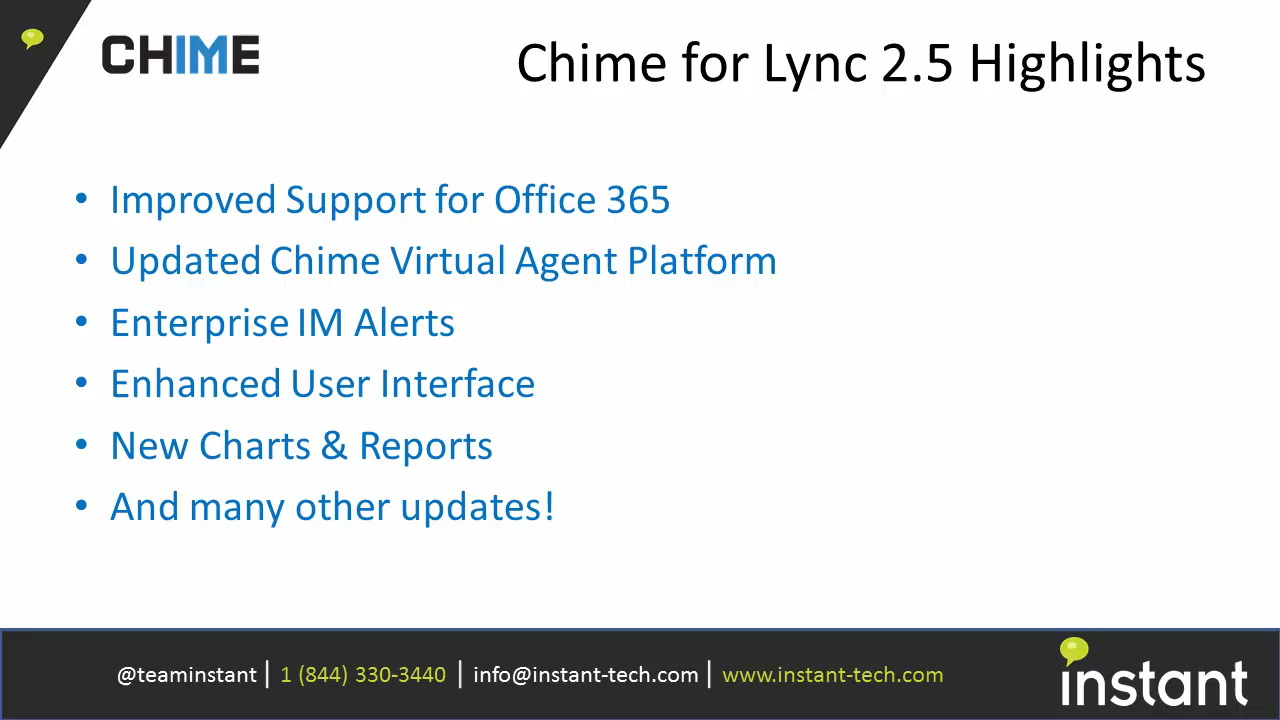 CHIME
Chime for Lync 2.5 Highlights
• Improved Support for Office 365
• Updated Chime Virtual Agent Platform
• Enterprise IM Alerts
• Enhanced User Interface
• New Charts & Reports
• And many other updates!
@teaminstant | 1 (844) 330-3440 | info@instant-tech.com | www.instant-tech.com
instant